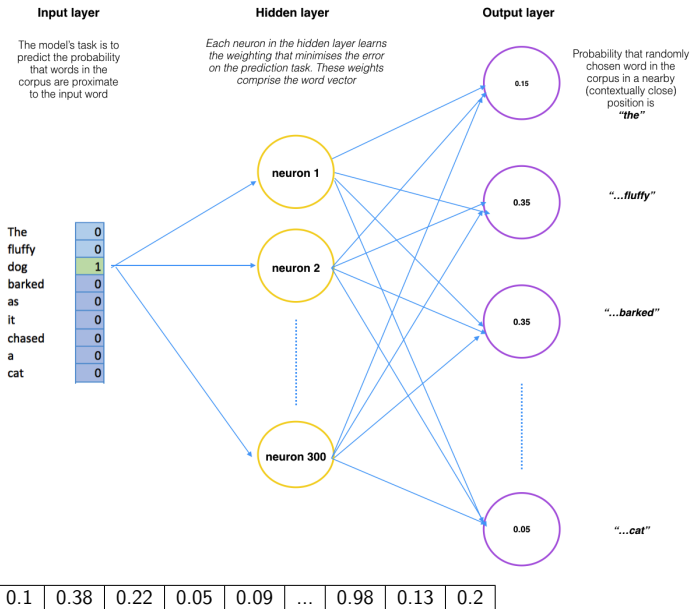 Input layer
Hidden layer
Output layer
The model's task is to
predict the probability
that words in the
corpus are proximate
to the input word
Each neuron in the hidden layer learns
the weighting that minimises the error
on the prediction task. These weights
comprise the word vector
Probability that randomly
chosen word in the
corpus in a nearby
(contextually close)
position is
"the"
0.15
neuron 1
0.35
"...fluffy"
The 0
fluffy 0
dog 1
barked 0
as 0
it 0
chased 0
a 0
cat 0
neuron 2
0.35
"...barked"
neuron 300
0.05
"...cat"
0.1 0.38 0.22 0.05 0.09 ... 0.98 0.13 0.2